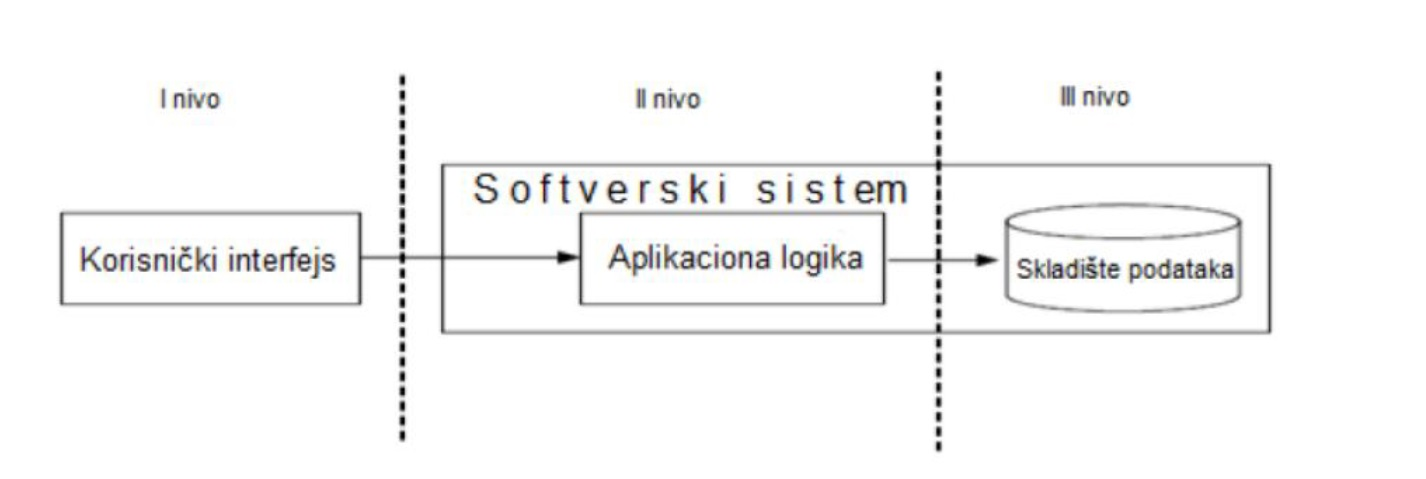 I nivo
II nivo
III nivo
Softverski sistem
Korisnički interfejs
Aplikaciona logika
Skladište podataka